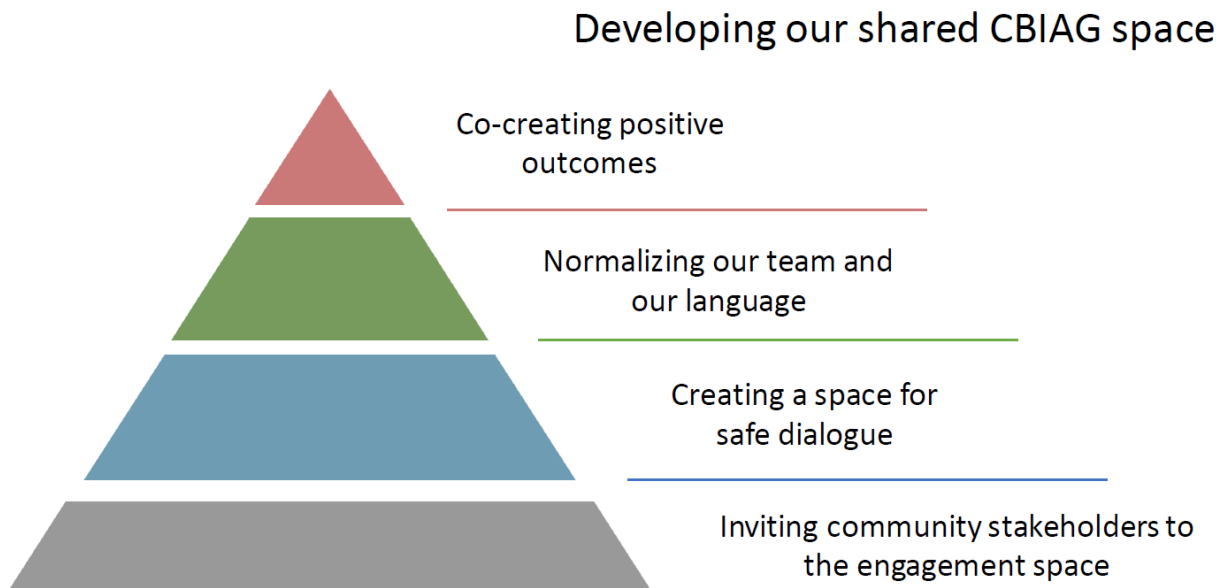 Developing our shared CBIAG space
Co-creating positive
outcomes
Normalizing our team and
our language
Creating a space for
safe dialogue
Inviting community stakeholders to
the engagement space